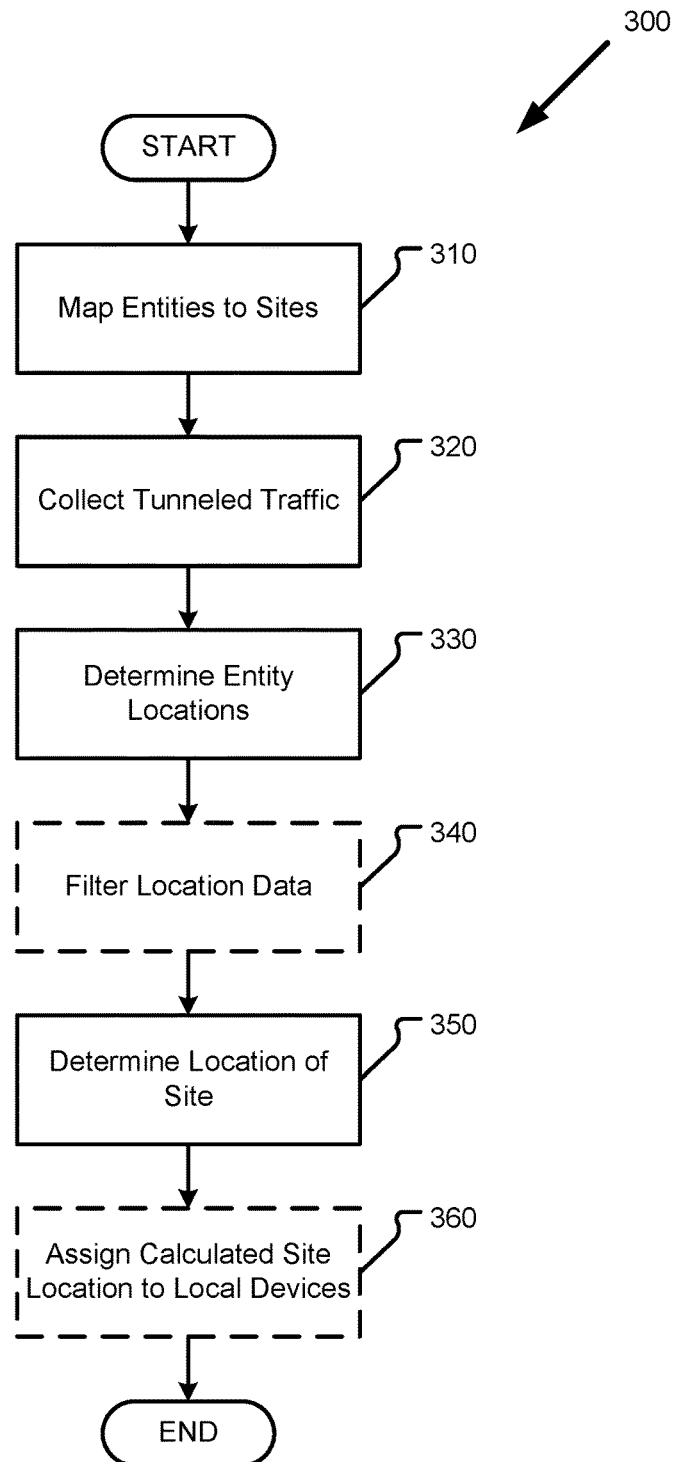 300
START
310
Map Entities to Sites
320
Collect Tunneled Traffic
330
Determine Entity
Locations
340
Filter Location Data
350
Determine Location of
Site
360
Assign Calculated Site
Location to Local Devices
END